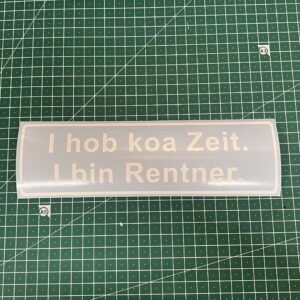 I hob koa Zeit.
I bin Rentner.